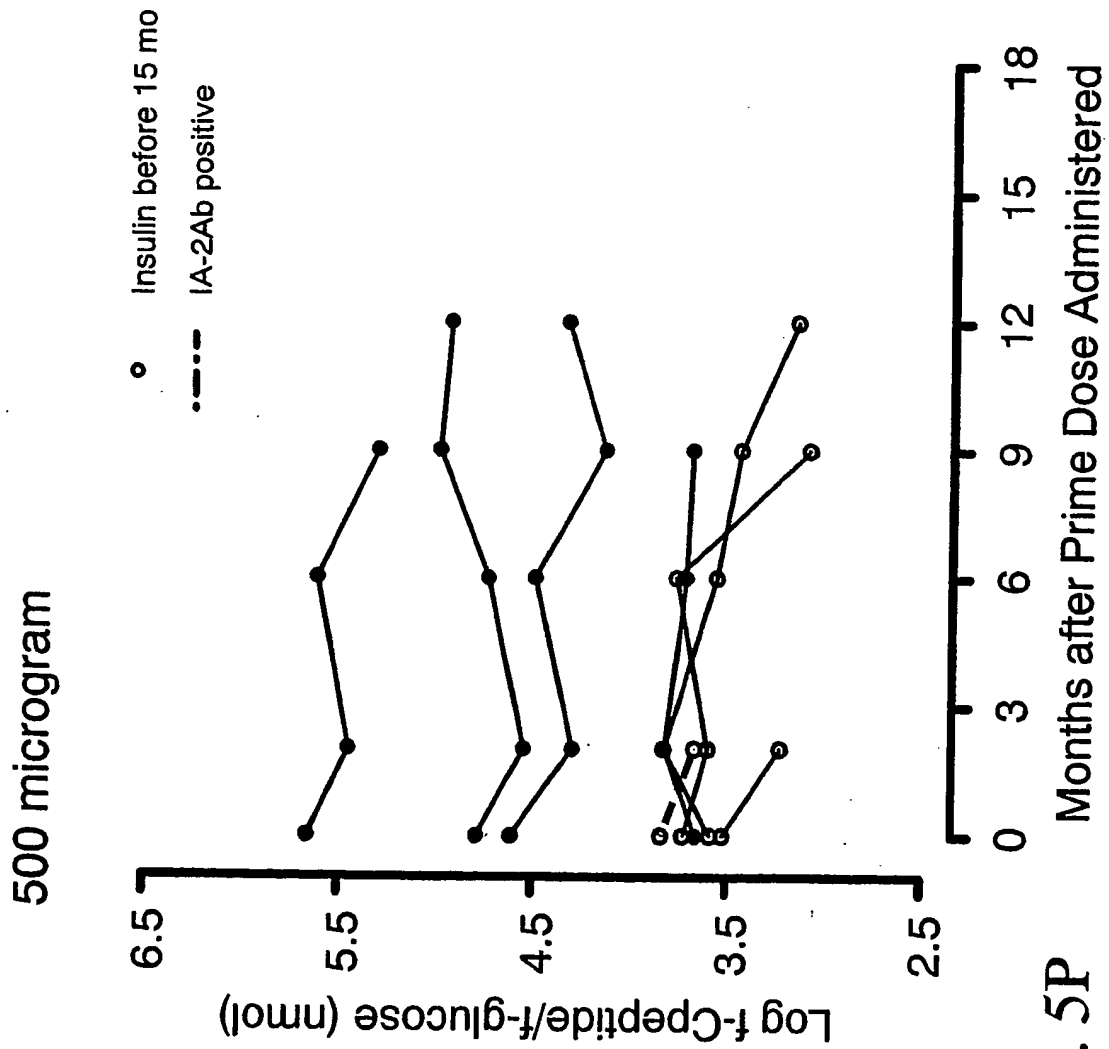 500 microgram
Insulin before 15 mo
IA-2Ab positive
Log f-Cpeptide/f-glucose (nmol)
6.5
5.5
4.5
3.5
2.5
0 3 6 9 12 15 18
Months after Prime Dose Administered
. 5P